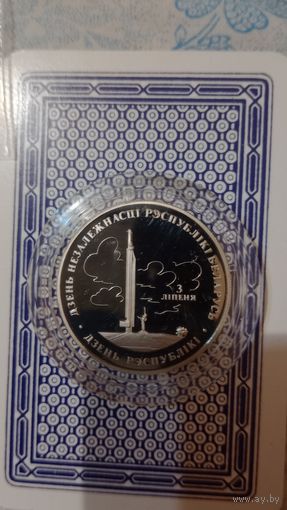 ДЗЕНЬ НЕЗАЛЕЖНАСЦІ РЭСПУБЛІКІ БЕЛАРУСЬ
3
ЛІПЕНЯ
• ДЗЕНЬ РЭСПУБЛІКІ •
www.ay.by